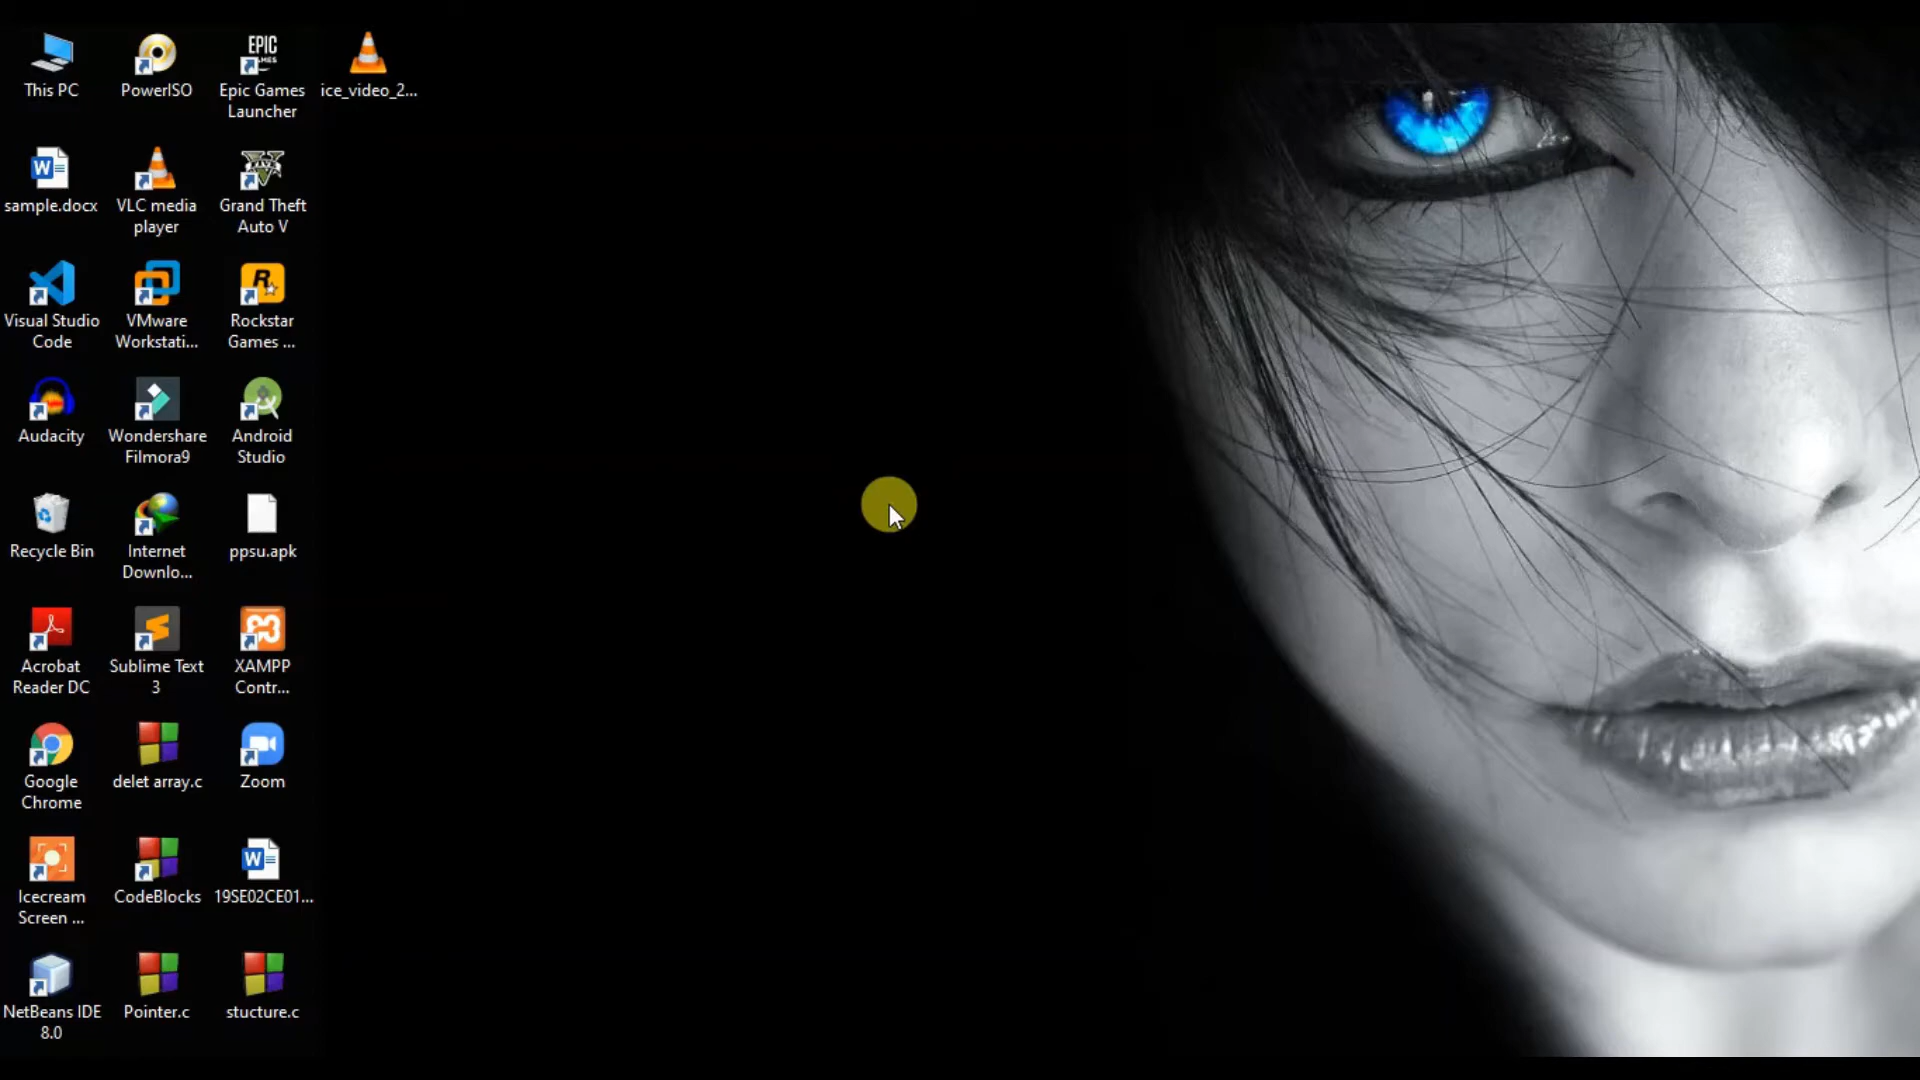 This PC
PowerISO
EPIC
Epic Games
Launcher
ice_video_2...
sample.docx
VLC media
player
V
Grand Theft
Auto V
Visual Studio
Code
VMware
Workstati...
Rockstar
Games ...
Audacity
Wondershare
Filmora9
Android
Studio
Recycle Bin
Internet
Downlo...
ppsu.apk
Acrobat
Reader DC
Sublime Text
3
XAMPP
Contr...
Google
Chrome
delet array.c
Zoom
Icecream
Screen ...
CodeBlocks
19SE02CE01...
NetBeans IDE
8.0
Pointer.c
stucture.c